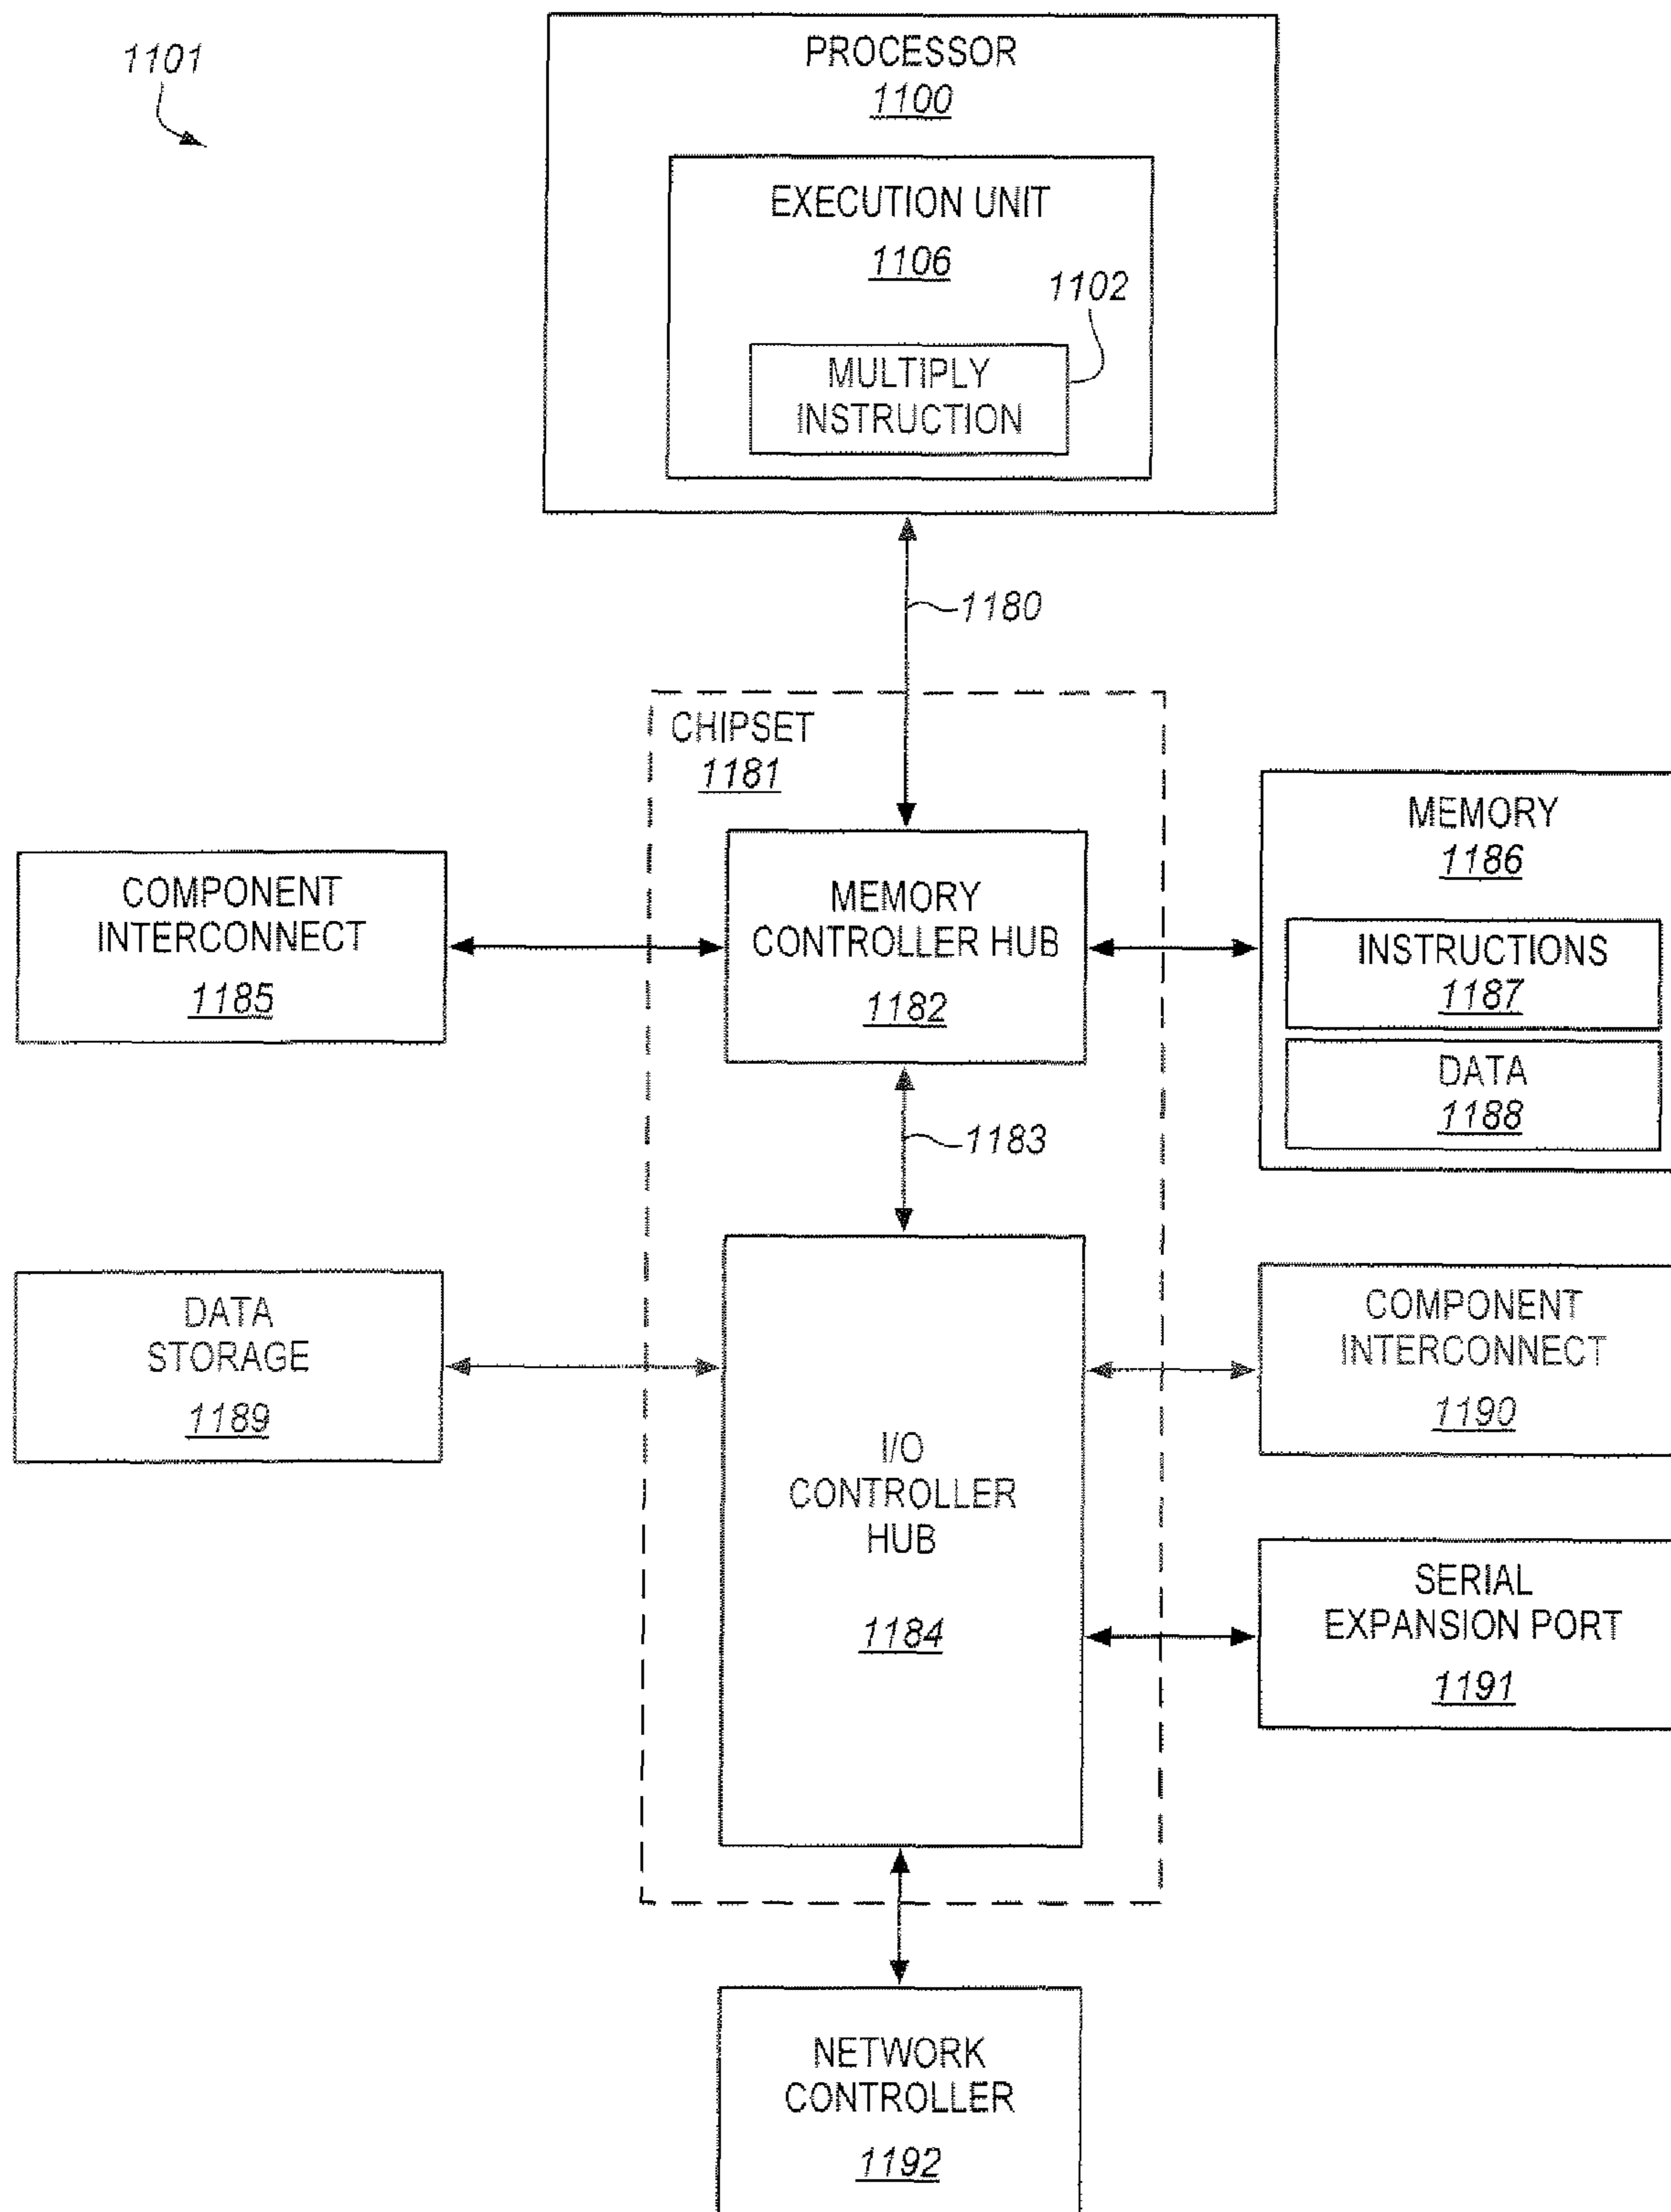 1101
PROCESSOR
1100
EXECUTION UNIT
1106
1102
MULTIPLY
INSTRUCTION
1180
CHIPSET
1181
MEMORY
1186
COMPONENT
INTERCONNECT
1185
MEMORY
CONTROLLER HUB
1182
INSTRUCTIONS
1187
DATA
1188
1183
DATA
STORAGE
1189
COMPONENT
INTERCONNECT
1190
I/O
CONTROLLER
HUB
1184
SERIAL
EXPANSION PORT
1191
NETWORK
CONTROLLER
1192